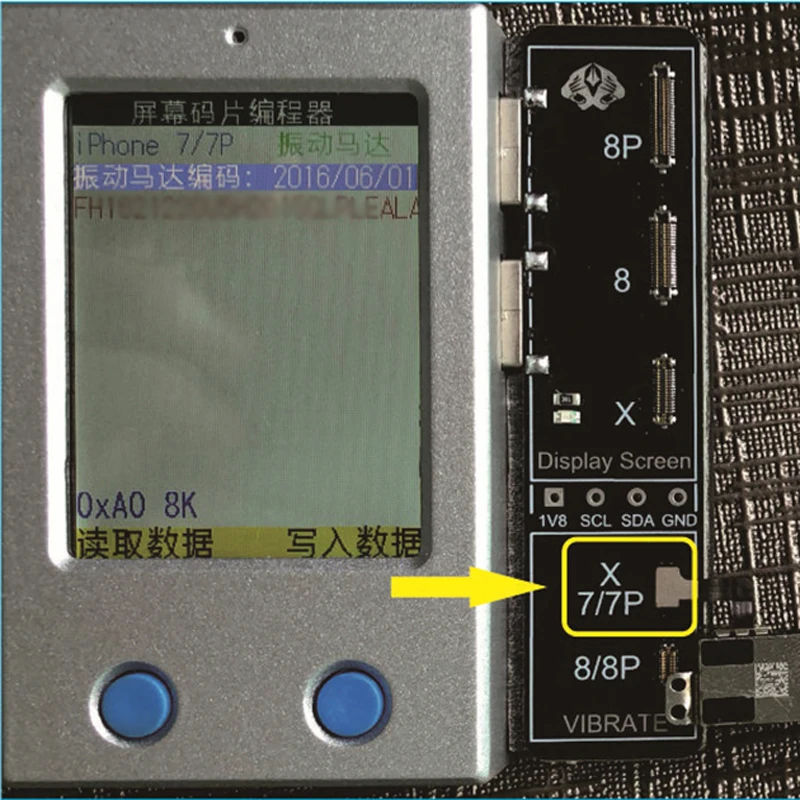 屏幕码片编程器
iPhone 7/7P 振动马达
振动马达编码: 2016/06/01
0xA0 8K
读取数据 写入数据
8P
8
X
Display Screen
1V8 SCL SDA GND
X
7/7P
8/8P
VIBRATE